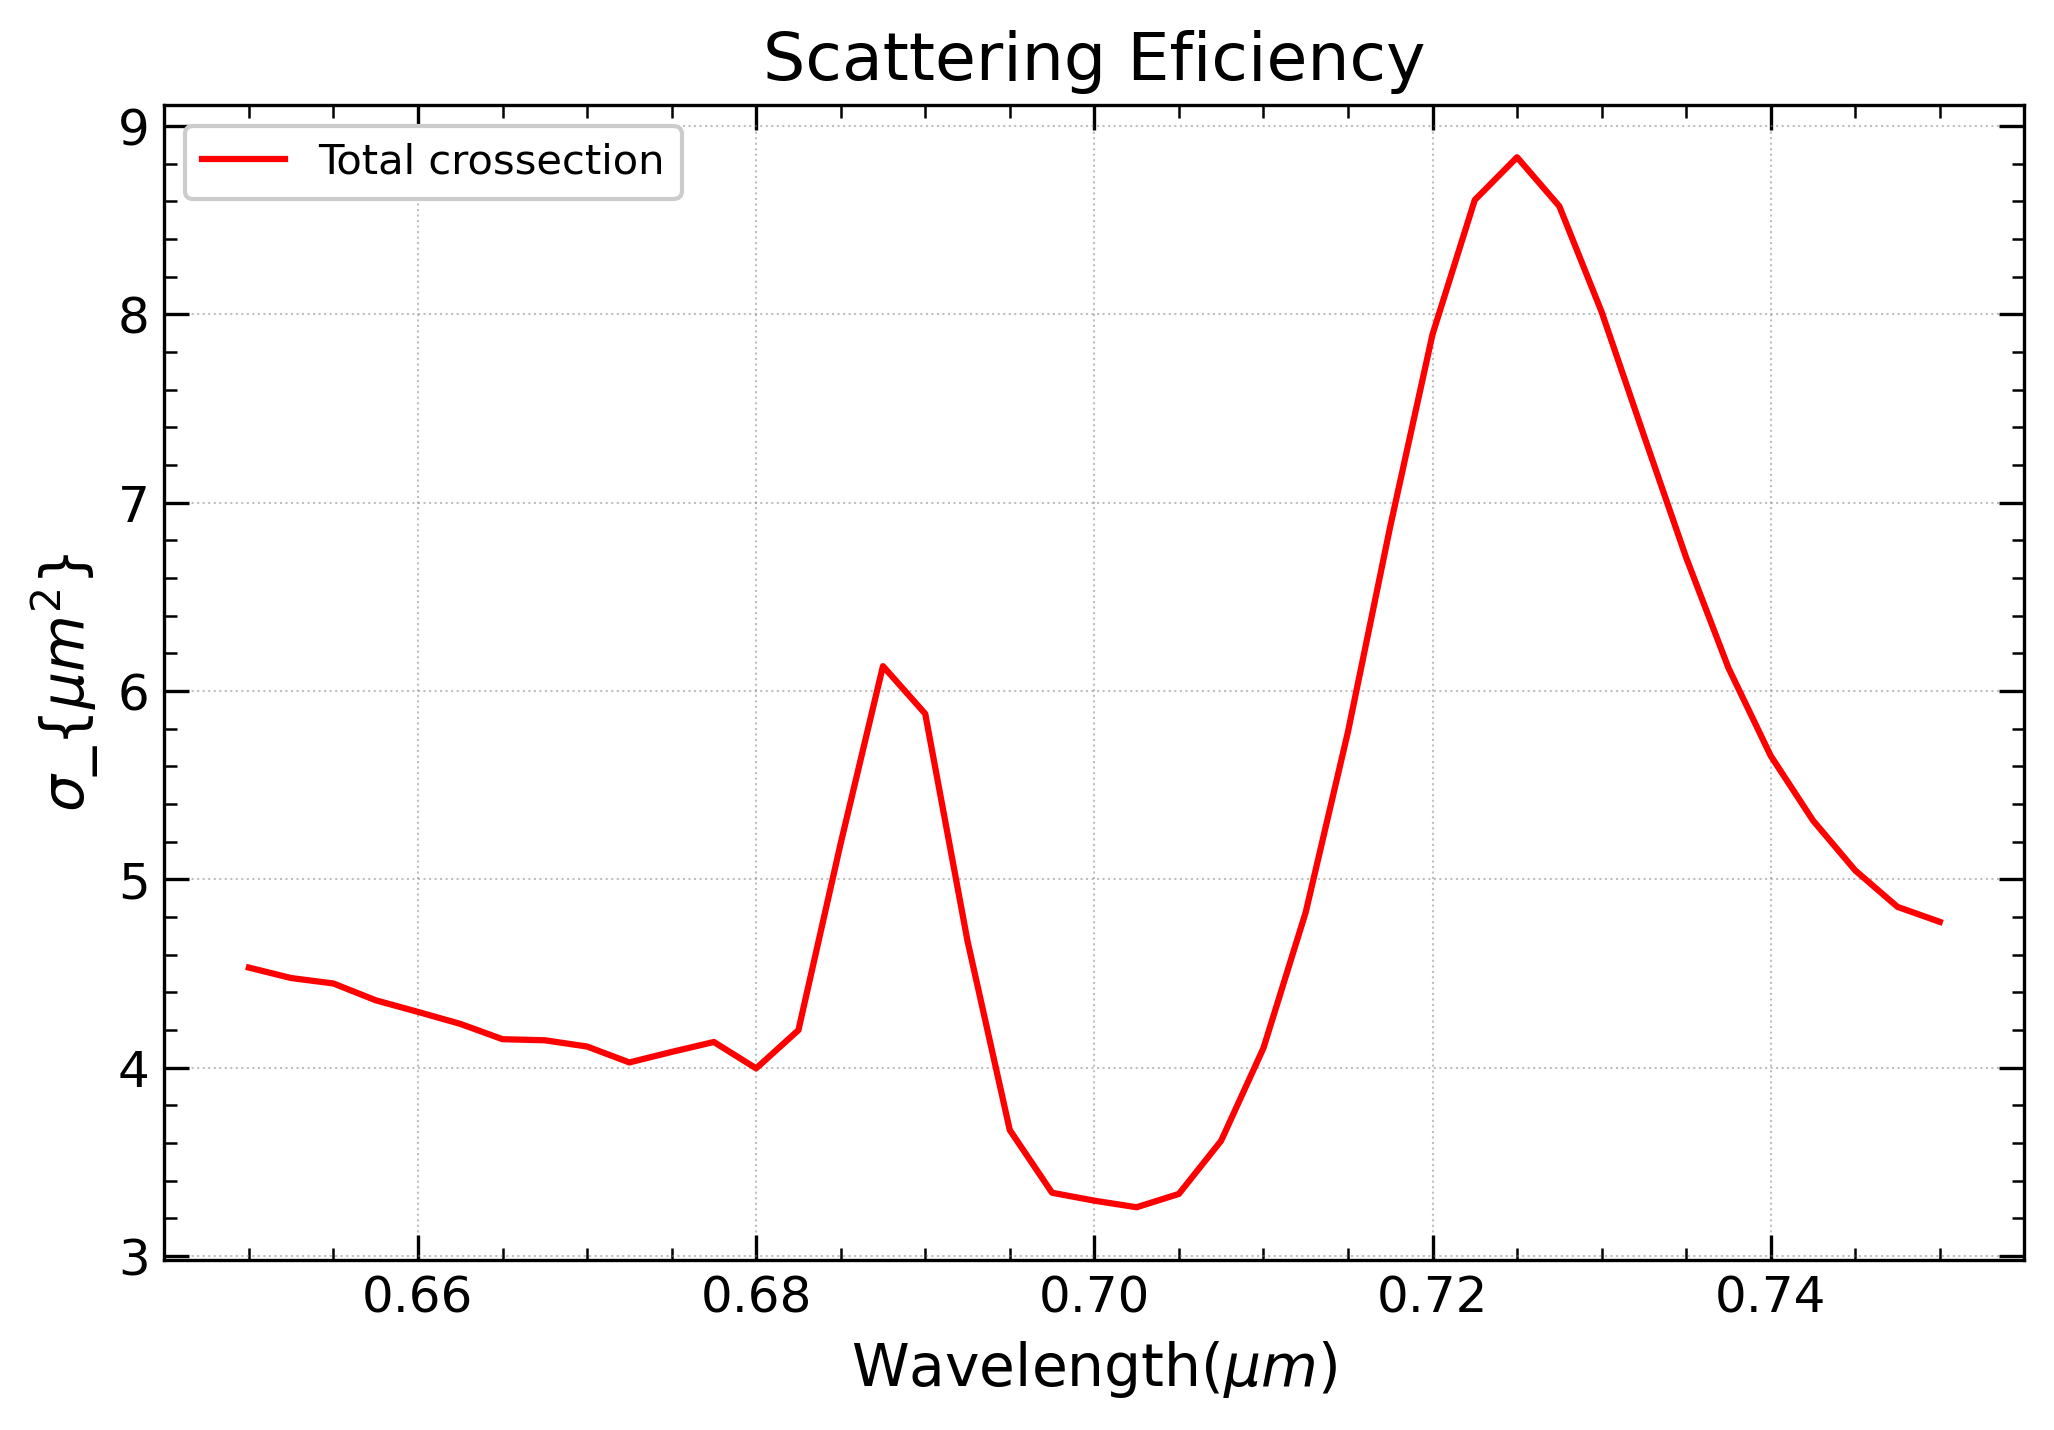 Scattering Eficiency
Total crossection
9
8
7
6
5
4
3
σ_{μm²}
0.66 0.68 0.70 0.72 0.74
Wavelength(μm)